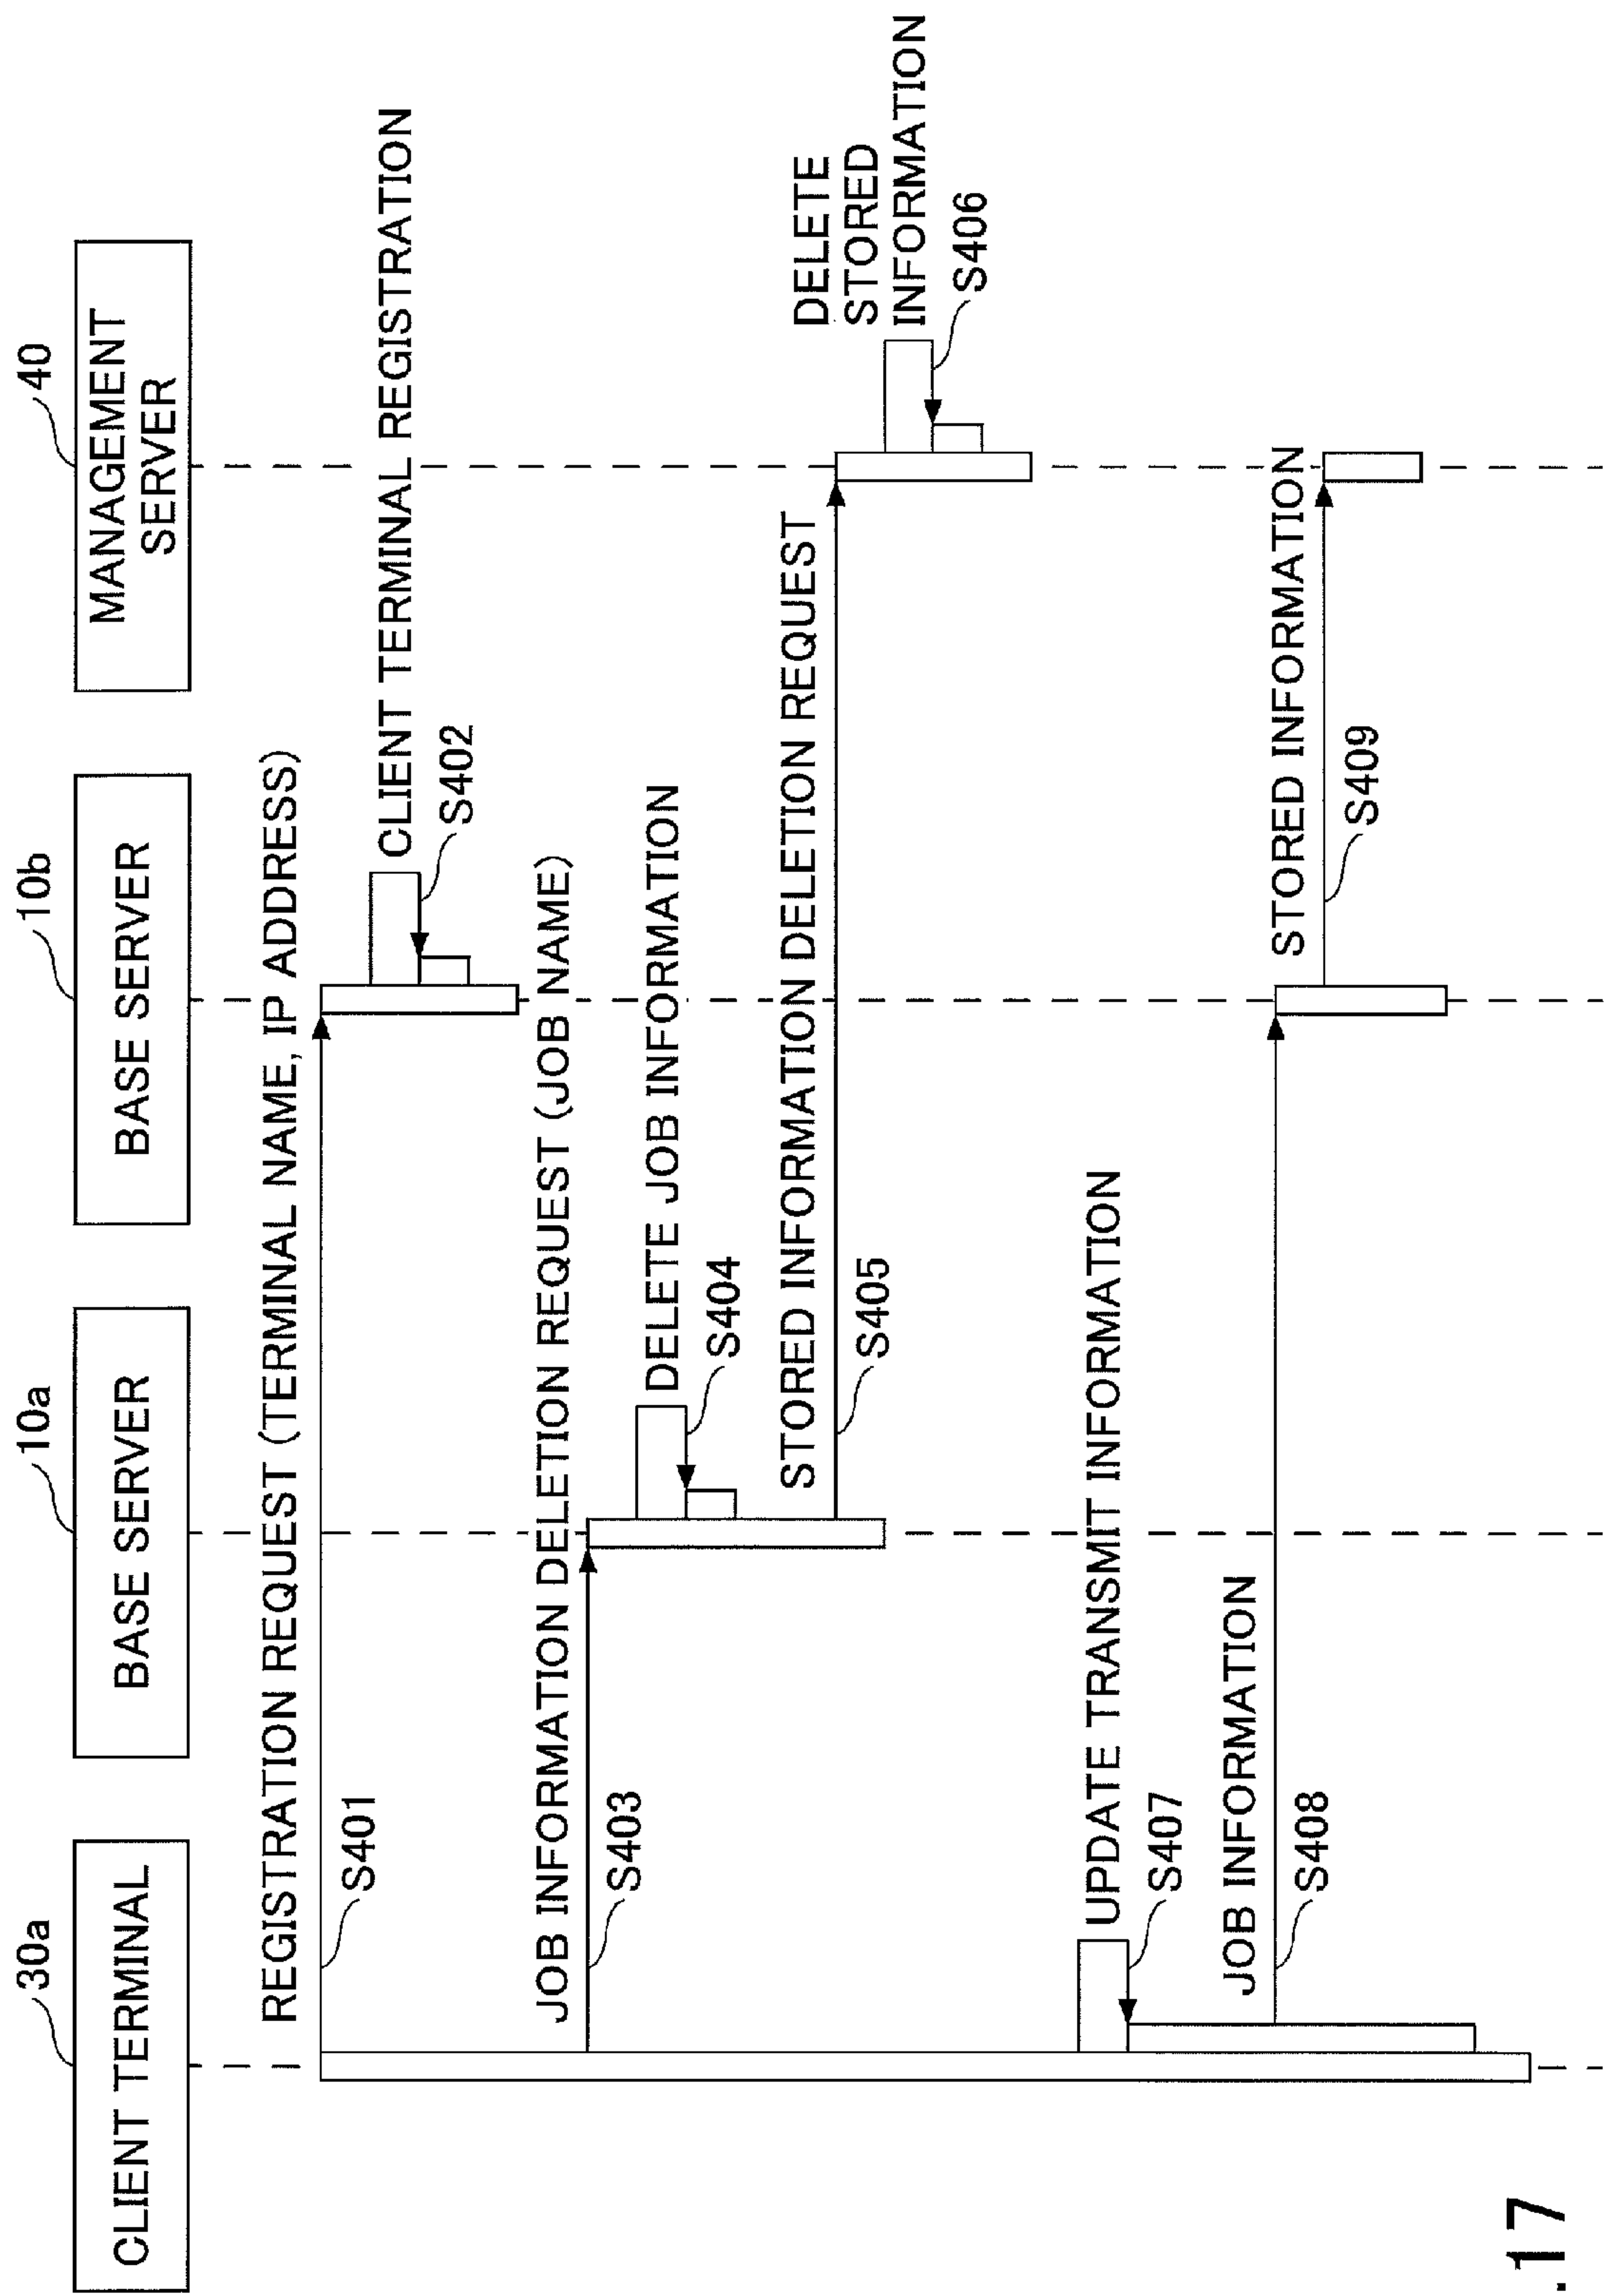 30a
10a
10b
40
CLIENT TERMINAL
BASE SERVER
BASE SERVER
MANAGEMENT
SERVER
REGISTRATION REQUEST (TERMINAL NAME, IP ADDRESS)
S401
CLIENT TERMINAL REGISTRATION
S402
JOB INFORMATION DELETION REQUEST (JOB NAME)
S403
DELETE JOB INFORMATION
S404
STORED INFORMATION DELETION REQUEST
S405
DELETE
STORED
INFORMATION
S406
UPDATE TRANSMIT INFORMATION
S407
JOB INFORMATION
S408
STORED INFORMATION
S409
.17